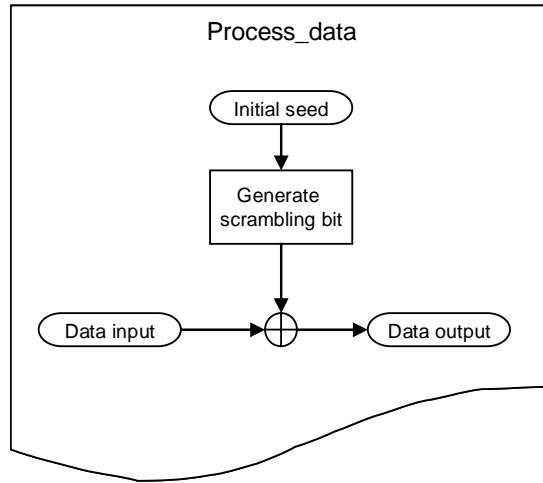 Process_data
Initial seed
Generate
scrambling bit
Data input
Data output